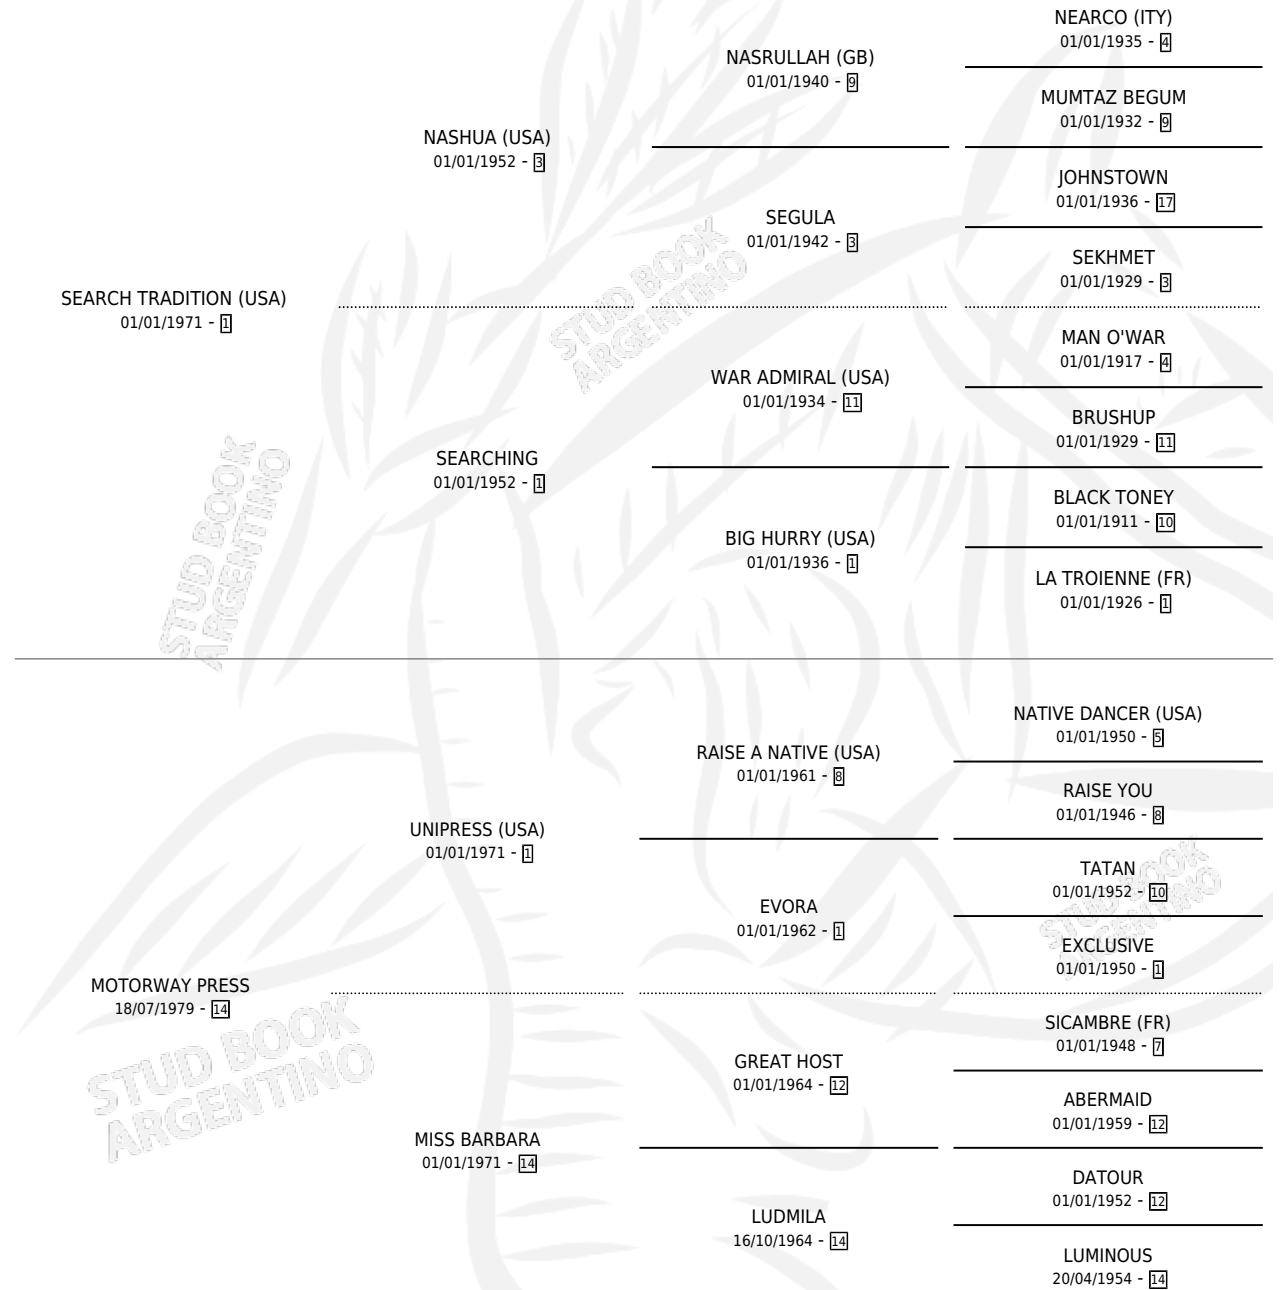 NEARCO (ITY)
01/01/1935 - 4
NASRULLAH (GB)
01/01/1940 - 9
MUMTAZ BEGUM
01/01/1932 - 9
NASHUA (USA)
01/01/1952 - 3
JOHNSTOWN
01/01/1936 - 17
SEGULA
01/01/1942 - 3
SEKHMET
01/01/1929 - 3
SEARCH TRADITION (USA)
01/01/1971 - 1
MAN O'WAR
01/01/1917 - 4
WAR ADMIRAL (USA)
01/01/1934 - 11
BRUSHUP
01/01/1929 - 11
SEARCHING
01/01/1952 - 1
BLACK TONEY
01/01/1911 - 10
BIG HURRY (USA)
01/01/1936 - 1
LA TROIENNE (FR)
01/01/1926 - 1
NATIVE DANCER (USA)
01/01/1950 - 5
RAISE A NATIVE (USA)
01/01/1961 - 8
RAISE YOU
01/01/1946 - 8
UNIPRESS (USA)
01/01/1971 - 1
TATAN
01/01/1952 - 10
EVORA
01/01/1962 - 1
EXCLUSIVE
01/01/1950 - 1
MOTORWAY PRESS
18/07/1979 - 14
SICAMBRE (FR)
01/01/1948 - 7
GREAT HOST
01/01/1964 - 12
ABERMAID
01/01/1959 - 12
MISS BARBARA
01/01/1971 - 14
DATOUR
01/01/1952 - 12
LUDMILA
16/10/1964 - 14
LUMINOUS
20/04/1954 - 14
STUD BOOK
ARGENTINO
STUD BOOK
ARGENTINO
STUD BOOK
ARGENTINO
STUD BOOK
ARGENTINO